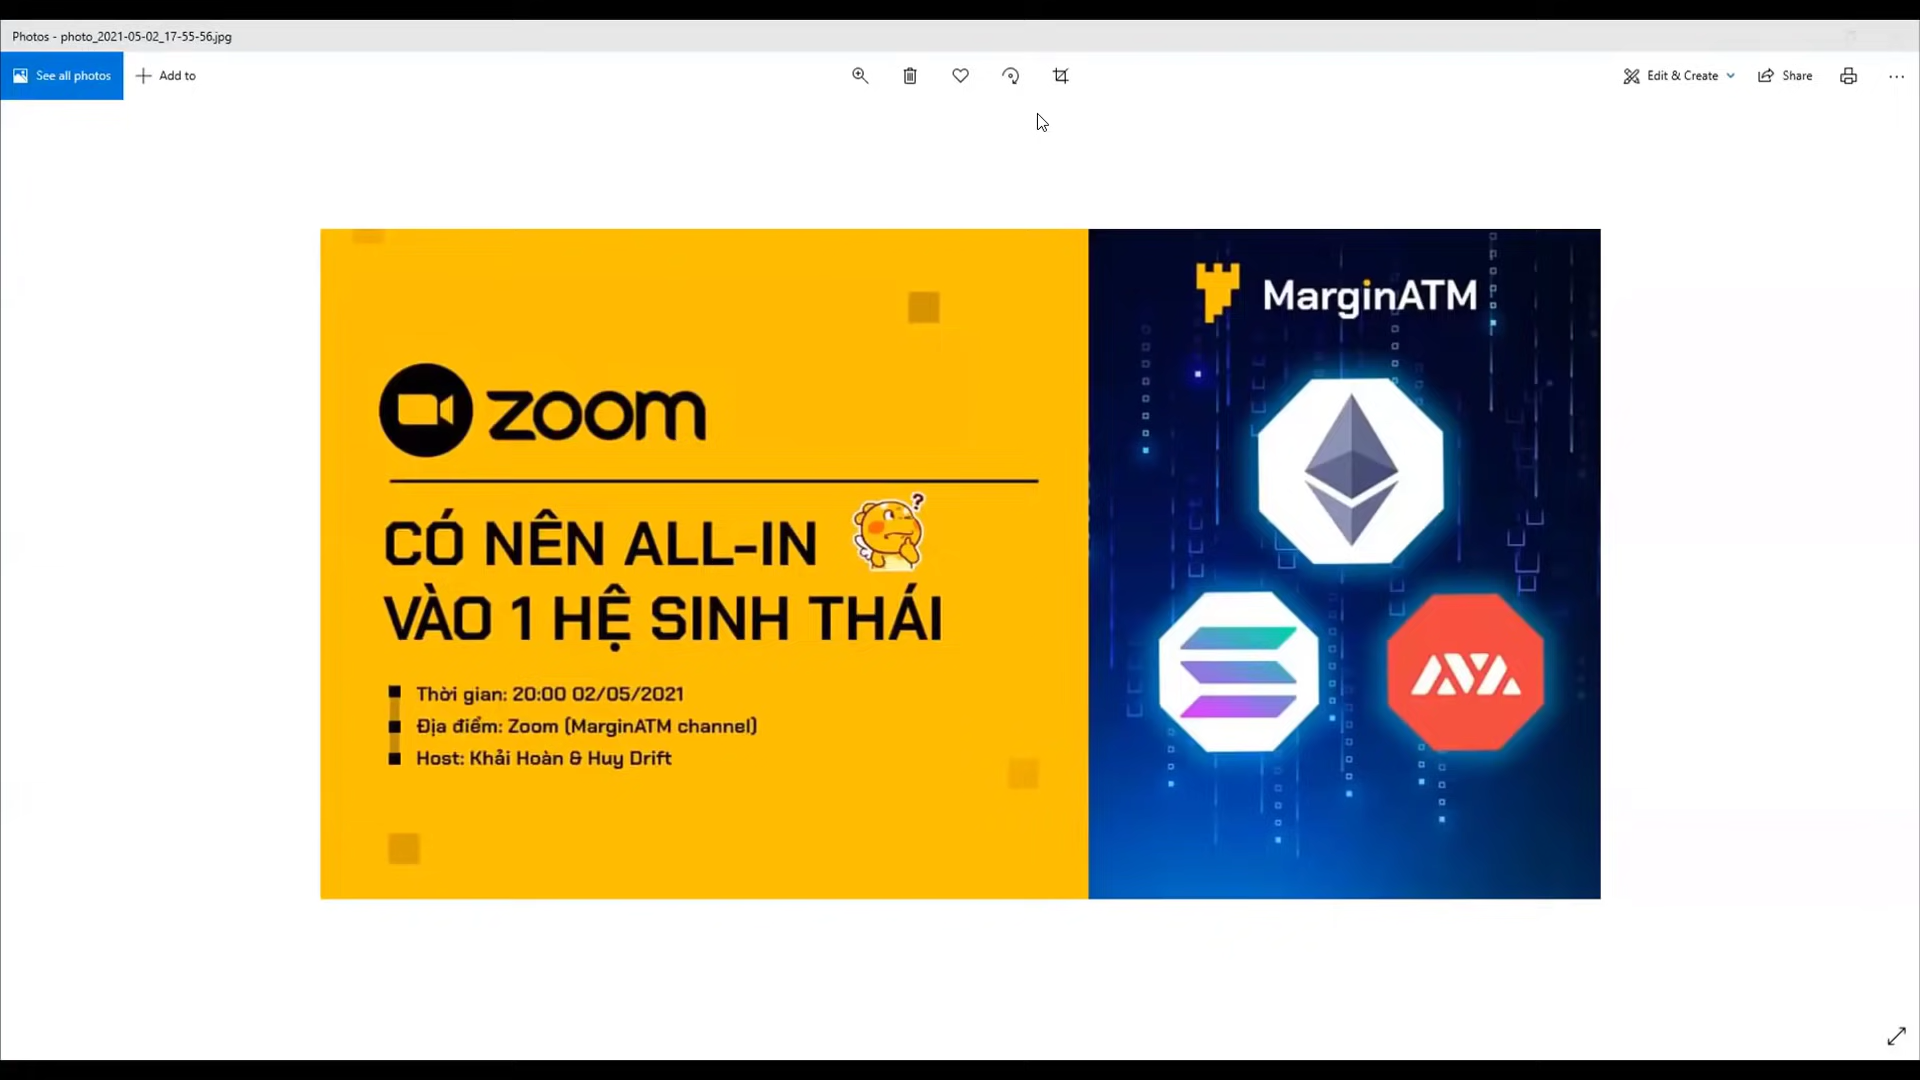 Photos - photo_2021-05-02_17-55-56.jpg
See all photos
Add to
Edit & Create
Share
MarginATM
zoom
CÓ NÊN ALL-IN
VÀO 1 HỆ SINH THÁI
Thời gian: 20:00 02/05/2021
Địa điểm: Zoom (MarginATM channel)
Host: Khải Hoàn & Huy Drift